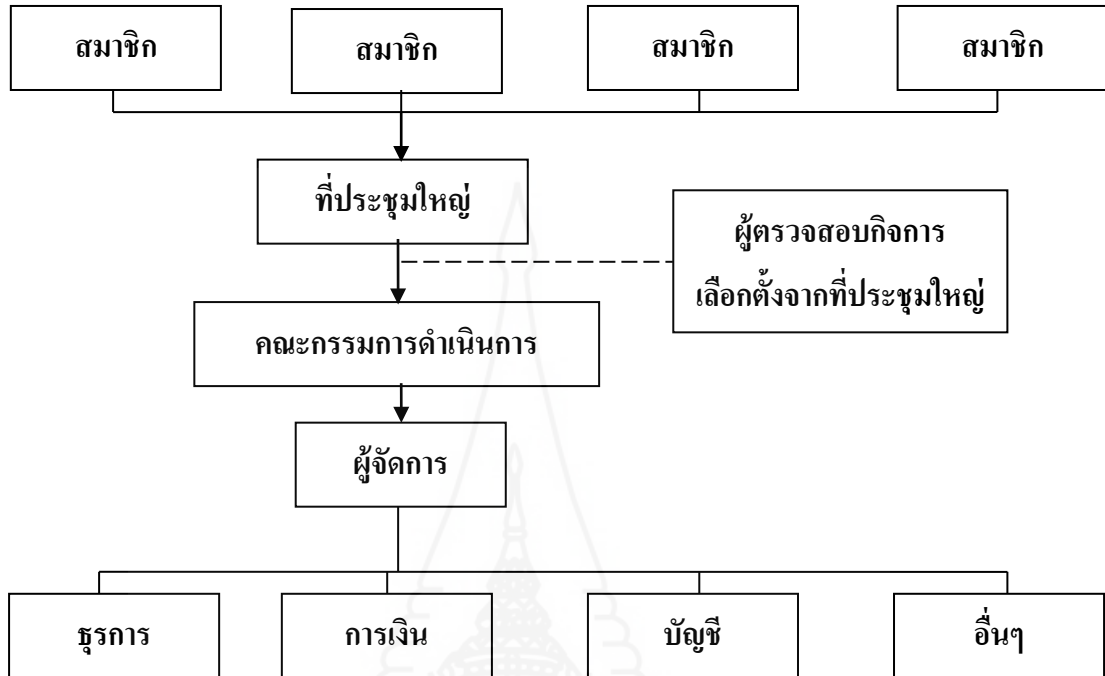 สมาชิก
สมาชิก
สมาชิก
สมาชิก
ที่ประชุมใหญ่
ผู้ตรวจสอบกิจการ
เลือกตั้งจากที่ประชุมใหญ่
คณะกรรมการดำเนินการ
ผู้จัดการ
ธุรการ
การเงิน
บัญชี
อื่นๆ